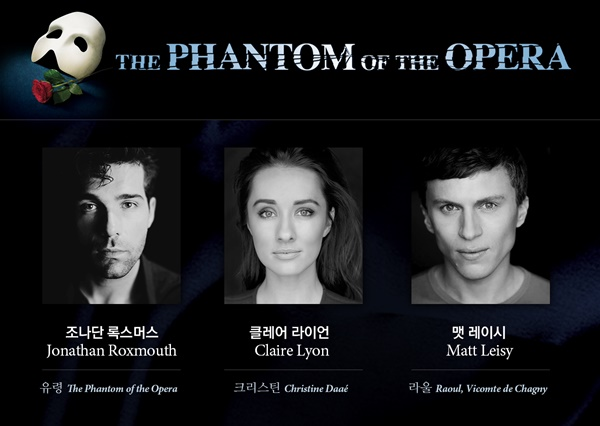 THE PHANTOM OF THE OPERA
조나단 록스머스
Jonathan Roxmouth
유령 The Phantom of the Opera
클레어 라이언
Claire Lyon
크리스틴 Christine Daaé
맷 레이시
Matt Leisy
라울 Raoul, Vicomte de Chagny